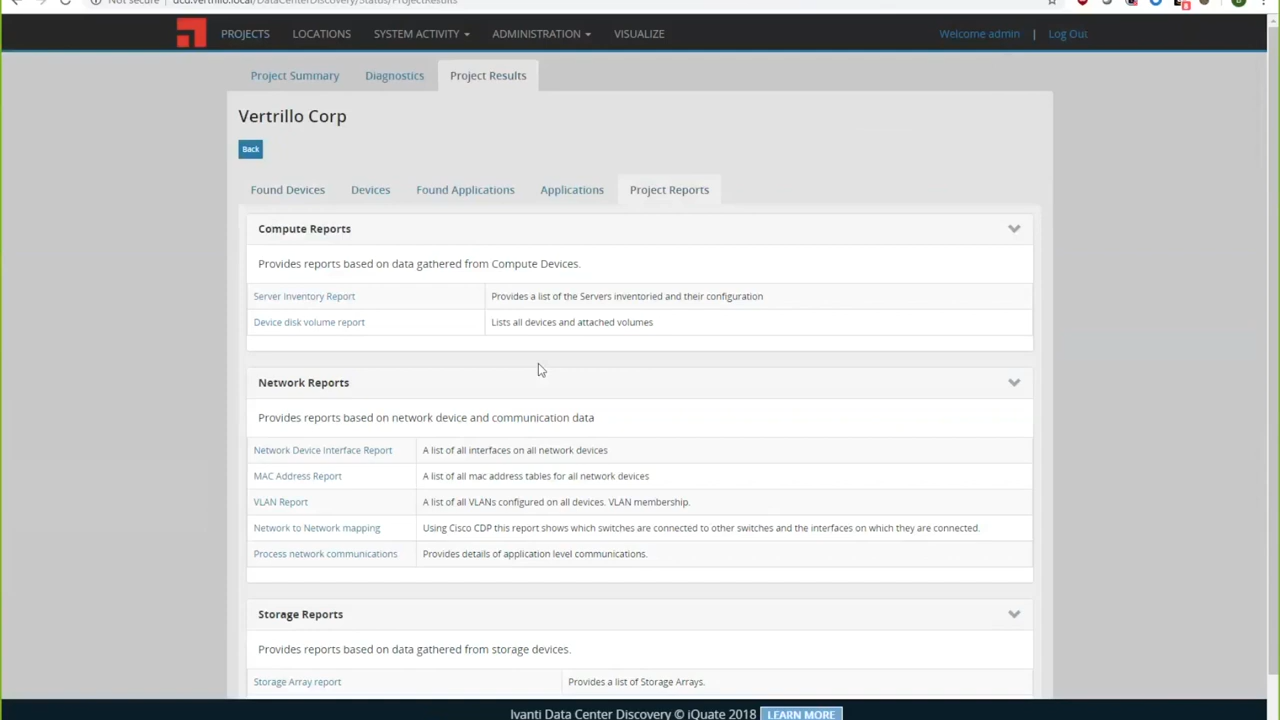 Not secure | dcd.vertrillo.local/DataCenterDiscovery/Status/ProjectResults
PROJECTS LOCATIONS SYSTEM ACTIVITY ADMINISTRATION VISUALIZE Welcome admin | Log Out
Project Summary Diagnostics Project Results
Vertrillo Corp
Back
Found Devices Devices Found Applications Applications Project Reports
Compute Reports
Provides reports based on data gathered from Compute Devices.
Server Inventory Report Provides a list of the Servers inventoried and their configuration
Device disk volume report Lists all devices and attached volumes
Network Reports
Provides reports based on network device and communication data
Network Device Interface Report A list of all interfaces on all network devices
MAC Address Report A list of all mac address tables for all network devices
VLAN Report A list of all VLANs configured on all devices. VLAN membership.
Network to Network mapping Using Cisco CDP this report shows which switches are connected to other switches and the interfaces on which they are connected.
Process network communications Provides details of application level communications.
Storage Reports
Provides reports based on data gathered from storage devices.
Storage Array report Provides a list of Storage Arrays.
Ivanti Data Center Discovery © iQuate 2018 LEARN MORE